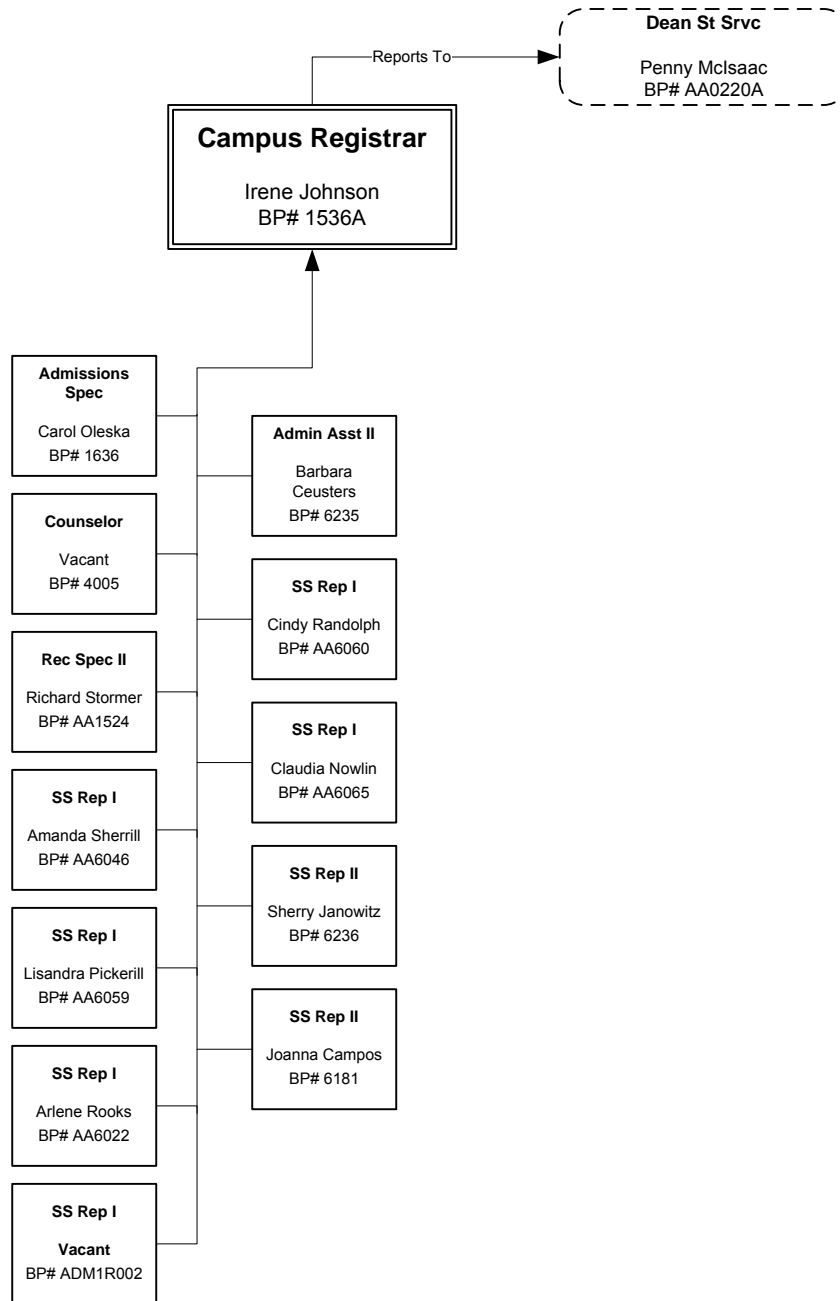 Dean St Srvc
Penny McIsaac
BP# AA0220A
Reports To
Campus Registrar
Irene Johnson
BP# 1536A
Admissions
Spec
Carol Oleska
BP# 1636
Counselor
Vacant
BP# 4005
Rec Spec II
Richard Stormer
BP# AA1524
SS Rep I
Amanda Sherrill
BP# AA6046
SS Rep I
Lisandra Pickerill
BP# AA6059
SS Rep I
Arlene Rooks
BP# AA6022
SS Rep I
Vacant
BP# ADM1R002
Admin Asst II
Barbara
Ceusters
BP# 6235
SS Rep I
Cindy Randolph
BP# AA6060
SS Rep I
Claudia Nowlin
BP# AA6065
SS Rep II
Sherry Janowitz
BP# 6236
SS Rep II
Joanna Campos
BP# 6181